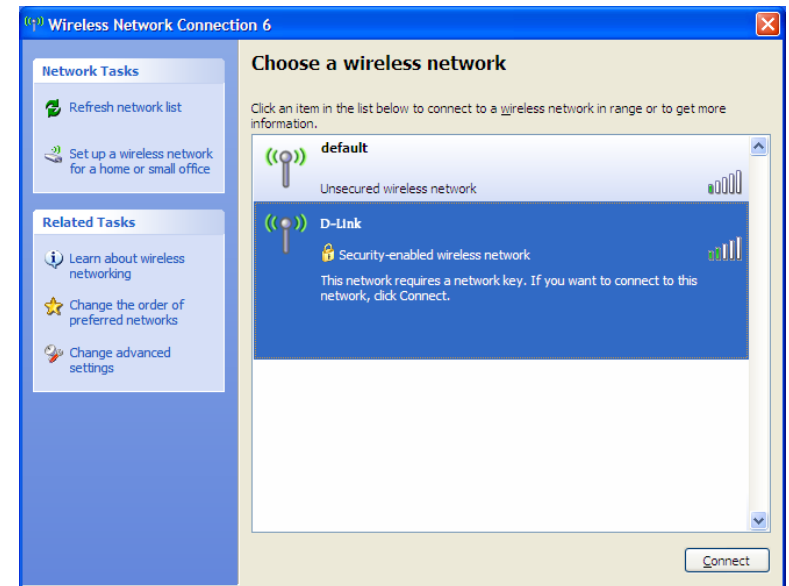 Wireless Network Connection 6
Network Tasks
Refresh network list
Set up a wireless network
for a home or small office
Related Tasks
Learn about wireless
networking
Change the order of
preferred networks
Change advanced
settings
Choose a wireless network
Click an item in the list below to connect to a wireless network in range or to get more
information.
default
Unsecured wireless network
D-Link
Security-enabled wireless network
This network requires a network key. If you want to connect to this
network, click Connect.
Connect